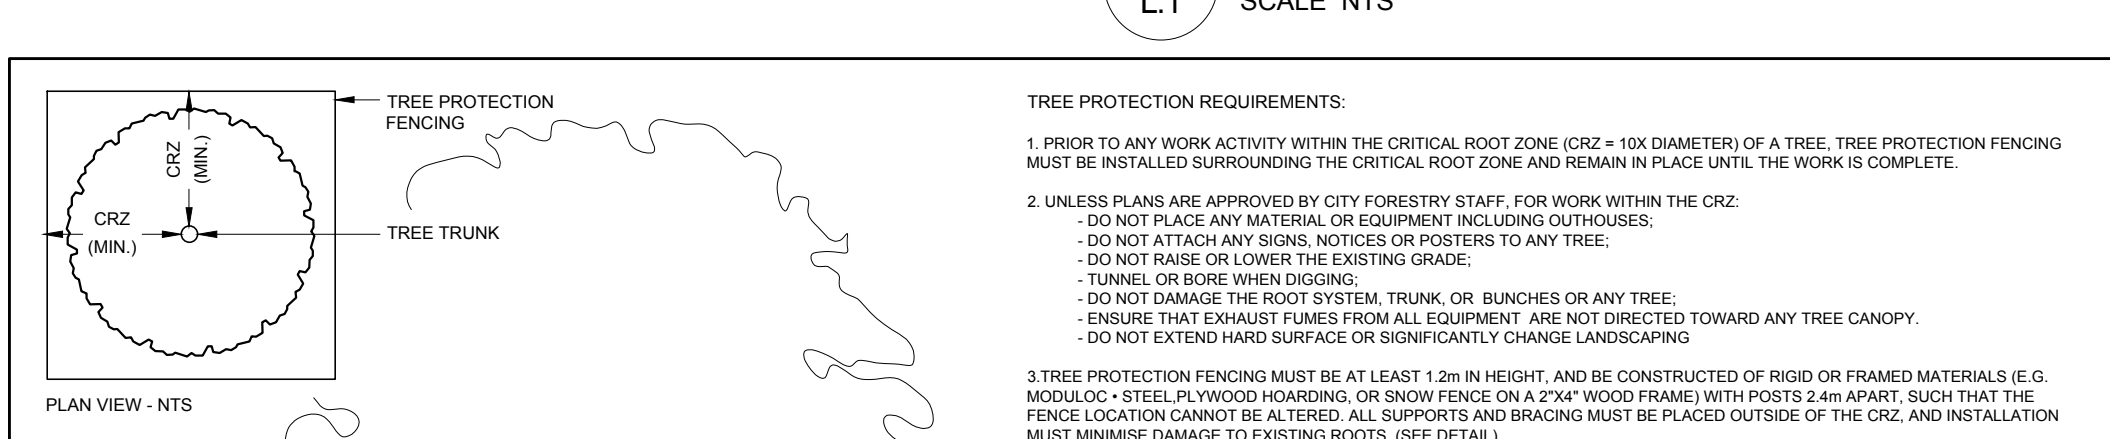 L.1
SCALE NTS
TREE PROTECTION
FENCING
CRZ
(MIN.)
CRZ
(MIN.)
TREE TRUNK
PLAN VIEW - NTS
TREE PROTECTION REQUIREMENTS:
1. PRIOR TO ANY WORK ACTIVITY WITHIN THE CRITICAL ROOT ZONE (CRZ = 10X DIAMETER) OF A TREE, TREE PROTECTION FENCING
MUST BE INSTALLED SURROUNDING THE CRITICAL ROOT ZONE AND REMAIN IN PLACE UNTIL THE WORK IS COMPLETE.
2. UNLESS PLANS ARE APPROVED BY CITY FORESTRY STAFF, FOR WORK WITHIN THE CRZ:
- DO NOT PLACE ANY MATERIAL OR EQUIPMENT INCLUDING OUTHOUSES;
- DO NOT ATTACH ANY SIGNS, NOTICES OR POSTERS TO ANY TREE;
- DO NOT RAISE OR LOWER THE EXISTING GRADE;
- TUNNEL OR BORE WHEN DIGGING;
- DO NOT DAMAGE THE ROOT SYSTEM, TRUNK, OR BUNCHES OR ANY TREE;
- ENSURE THAT EXHAUST FUMES FROM ALL EQUIPMENT ARE NOT DIRECTED TOWARD ANY TREE CANOPY.
- DO NOT EXTEND HARD SURFACE OR SIGNIFICANTLY CHANGE LANDSCAPING
3.TREE PROTECTION FENCING MUST BE AT LEAST 1.2m IN HEIGHT, AND BE CONSTRUCTED OF RIGID OR FRAMED MATERIALS (E.G.
MODULOC • STEEL,PLYWOOD HOARDING, OR SNOW FENCE ON A 2"X4" WOOD FRAME) WITH POSTS 2.4m APART, SUCH THAT THE
FENCE LOCATION CANNOT BE ALTERED. ALL SUPPORTS AND BRACING MUST BE PLACED OUTSIDE OF THE CRZ, AND INSTALLATION
MUST MINIMISE DAMAGE TO EXISTING ROOTS. (SEE DETAIL)